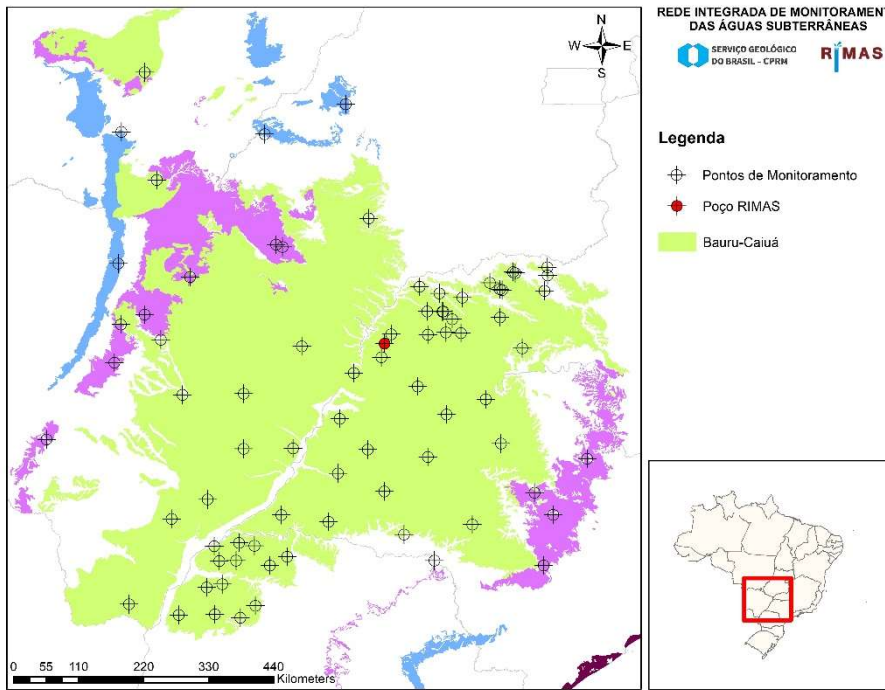 REDE INTEGRADA DE MONITORAMEN
DAS ÁGUAS SUBTERRÂNEAS
SERVIÇO GEOLÓGICO
DO BRASIL – CPRM
RIMAS
N
W E
S
Legenda
Pontos de Monitoramento
Poço RIMAS
Bauru-Caiuá
0 55 110 220 330 440
Kilometers